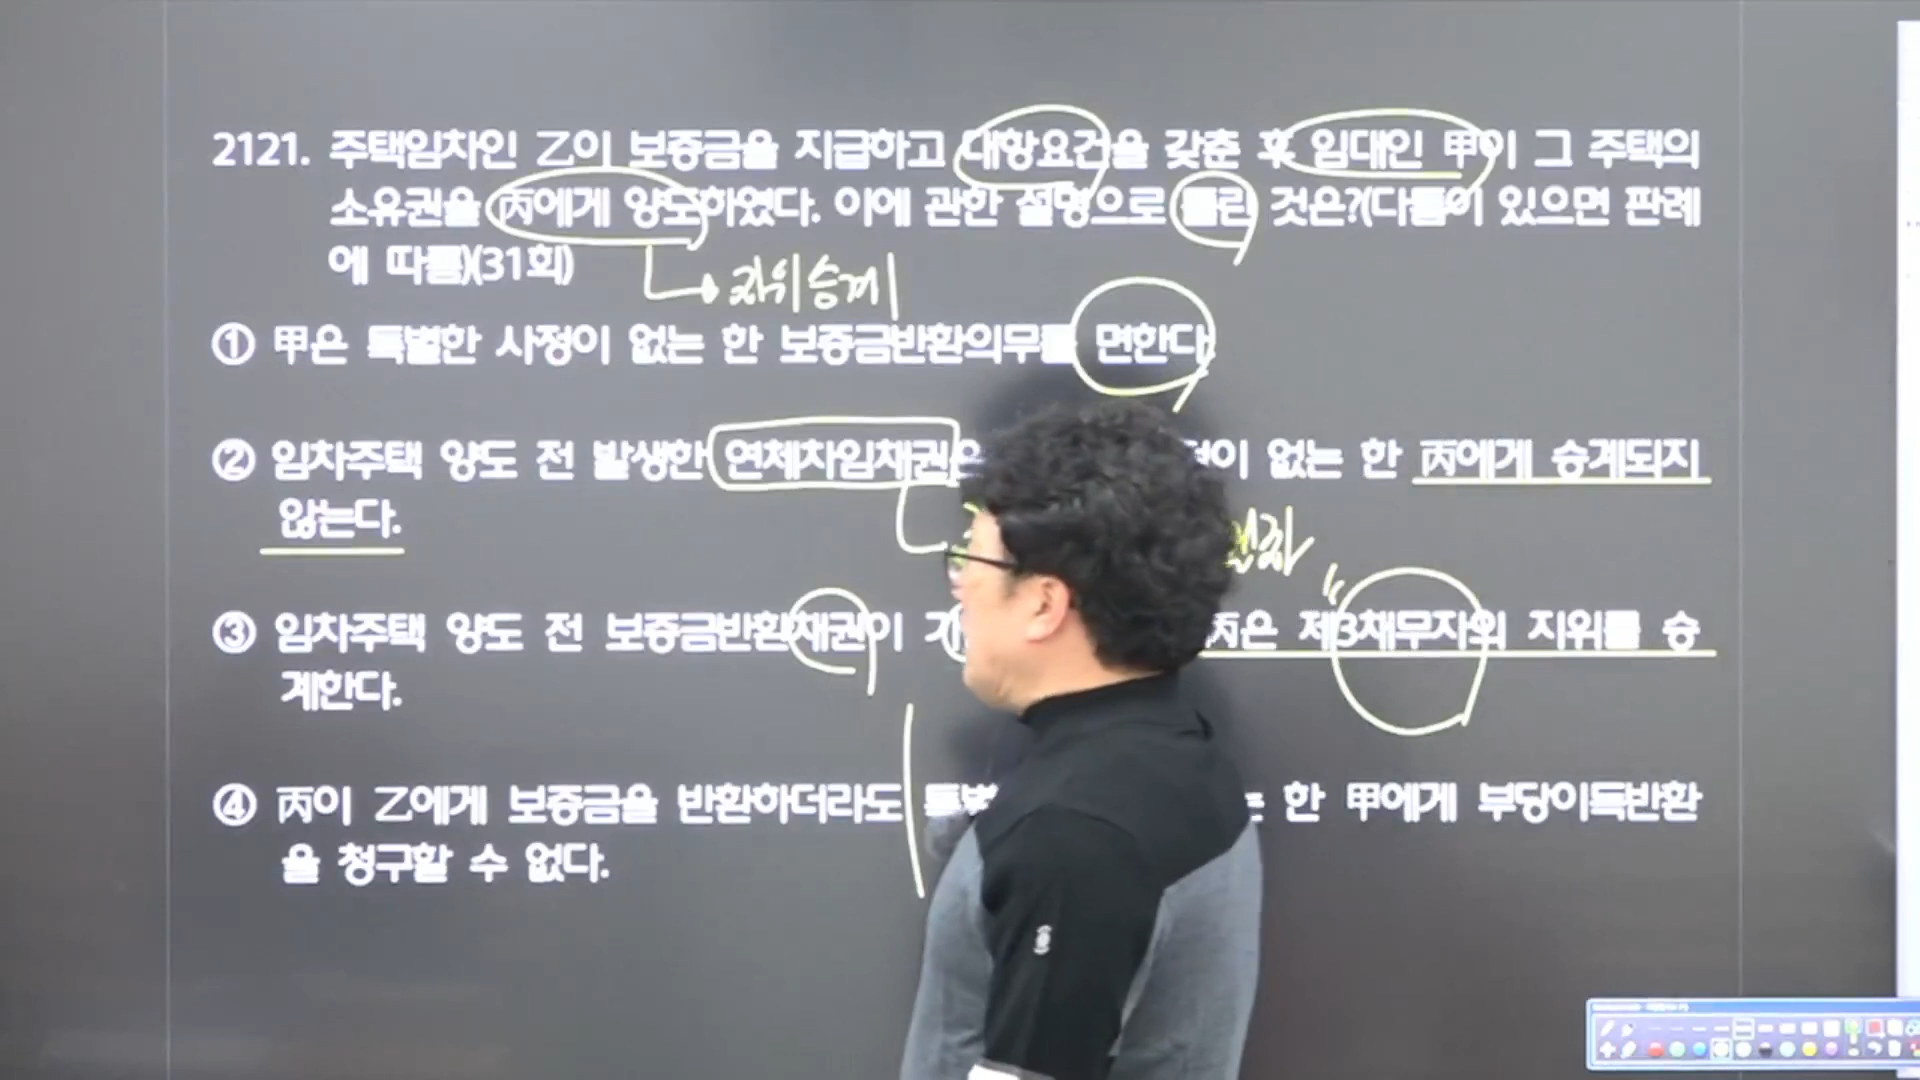 2121. 주택임차인 乙이 보증금을 지급하고 대항요건을 갖춘 후 임대인 甲이 그 주택의
소유권을 丙에게 양도하였다. 이에 관한 설명으로 틀린 것은?(다툼이 있으면 판례
에 따름)(31회)
지위승계
① 甲은 특별한 사정이 없는 한 보증금반환의무를 면한다.
② 임차주택 양도 전 발생한 연체차임채권은 없는 한 丙에게 승계되지
않는다.
③ 임차주택 양도 전 보증금반환채권이 丙은 제3채무자의 지위를 승
계한다.
④ 丙이 乙에게 보증금을 반환하더라도 한 甲에게 부당이득반환
을 청구할 수 없다.